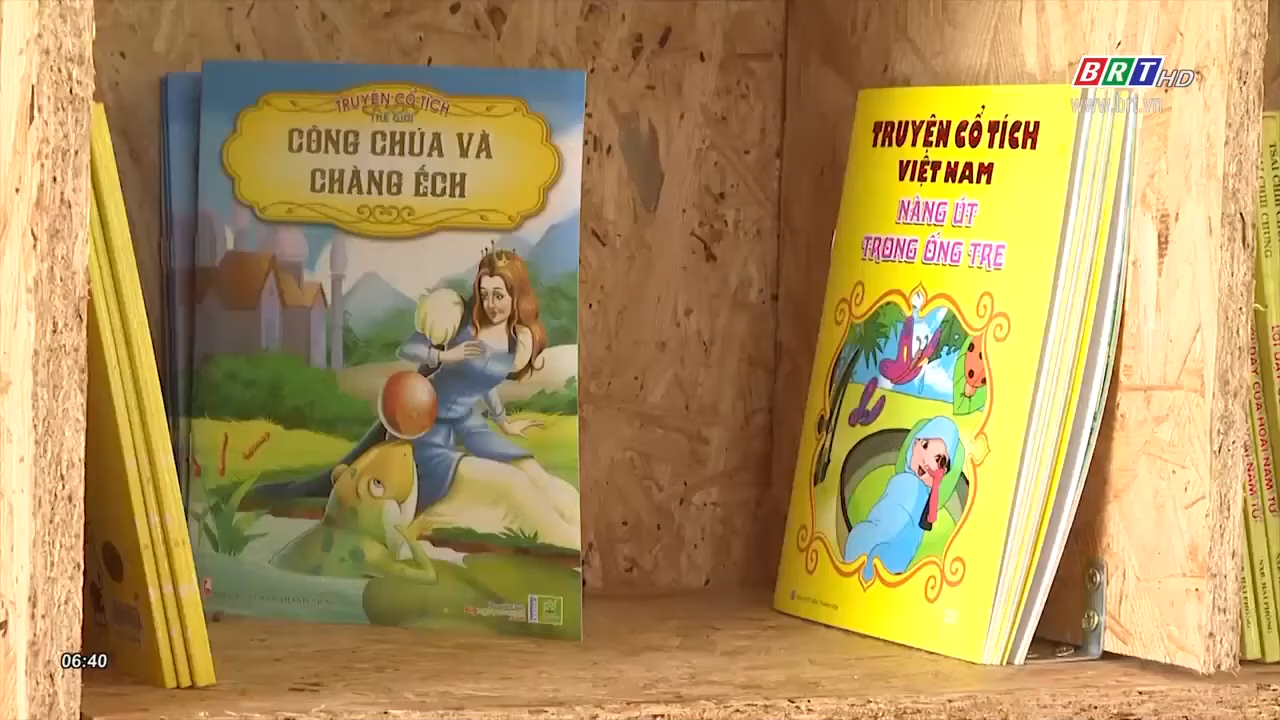 BRT HD
www.brt.vn
TRUYỆN CỔ TÍCH
THẾ GIỚI
CÔNG CHÚA VÀ
CHÀNG ẾCH
TRUYỆN CỔ TÍCH
VIỆT NAM
NÀNG ÚT
TRONG ỐNG TRE
06:40